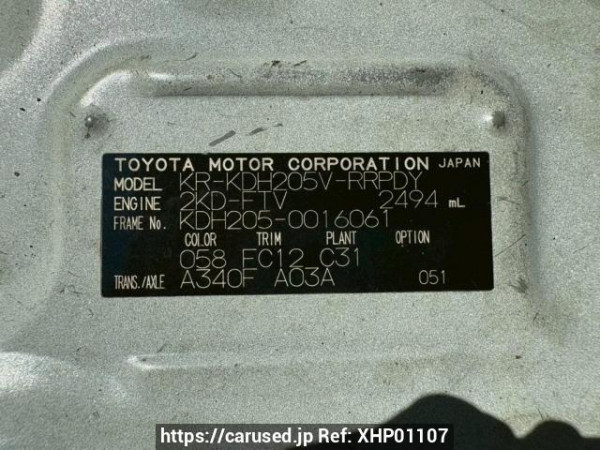 TOYOTA MOTOR CORPORATION JAPAN
MODEL KR-KDH205V-RRPDY
ENGINE 2KD-FTV 2494 mL
FRAME No. KDH205-0016061
COLOR TRIM PLANT OPTION
058 FC12 C31
TRANS./AXLE A340F A03A 051
https://carused.jp Ref: XHP01107